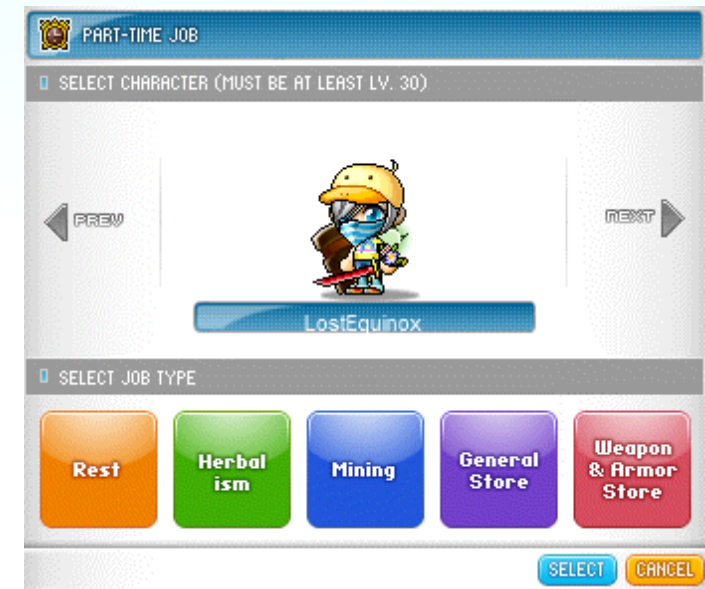 PART-TIME JOB
SELECT CHARACTER (MUST BE AT LEAST LV. 30)
PREV
NEXT
LostEquinox
SELECT JOB TYPE
Rest
Herbal
ism
Mining
General
Store
Weapon
& Armor
Store
SELECT
CANCEL